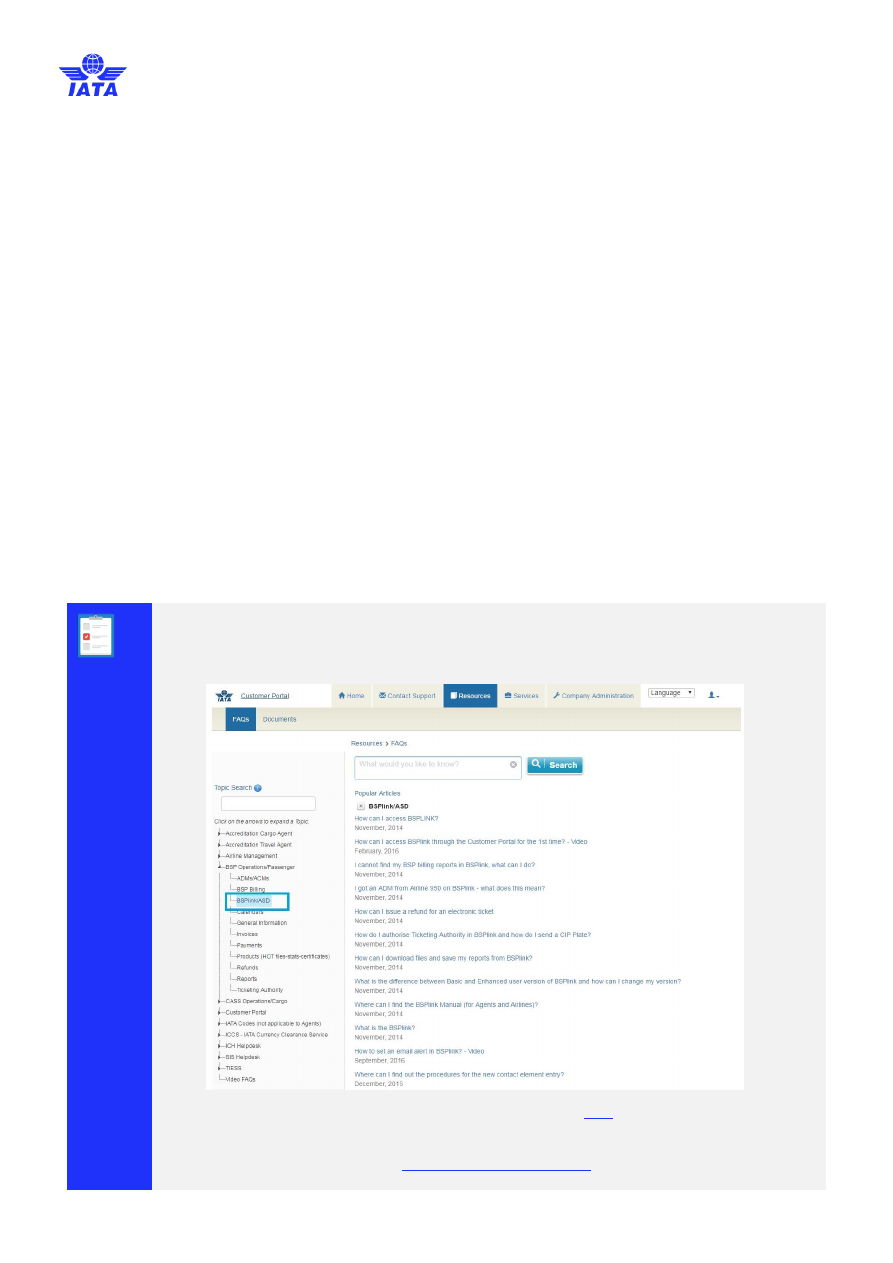 IATA
IATA
Customer Portal
Home
Contact Support
Resources
Services
Company Administration
Language
FAQs
Documents
Resources > FAQs
What would you like to know?
Search
Topic Search ?
Click on the arrows to expand a Topic.
Accreditation Cargo Agent
Accreditation Travel Agent
Airline Management
BSP Operations/Passenger
ADMs/ACMs
BSP Billing
BSPlink/ASD
Calendars
General Information
Invoices
Payments
Products (HOT files-stats-certificates)
Refunds
Reports
Ticketing Authority
CASS Operations/Cargo
Customer Portal
IATA Codes (not applicable to Agents)
ICCS - IATA Currency Clearance Service
ICH Helpdesk
SIS Helpdesk
TIESS
Video FAQs
Popular Articles
BSPlink/ASD
How can I access BSPLINK?
November, 2014
How can I access BSPlink through the Customer Portal for the 1st time? - Video
February, 2016
I cannot find my BSP billing reports in BSPlink, what can I do?
November, 2014
I got an ADM from Airline 950 on BSPlink - what does this mean?
November, 2014
How can I issue a refund for an electronic ticket
November, 2014
How do I authorise Ticketing Authority in BSPlink and how do I send a CIP Plate?
November, 2014
How can I download files and save my reports from BSPlink?
November, 2014
What is the difference between Basic and Enhanced user version of BSPlink and how can I change my version?
November, 2014
Where can I find the BSPlink Manual (for Agents and Airlines)?
November, 2014
What is the BSPlink?
November, 2014
How to set an email alert in BSPlink? - Video
September, 2016
Where can I find out the procedures for the new contact element entry?
December, 2015